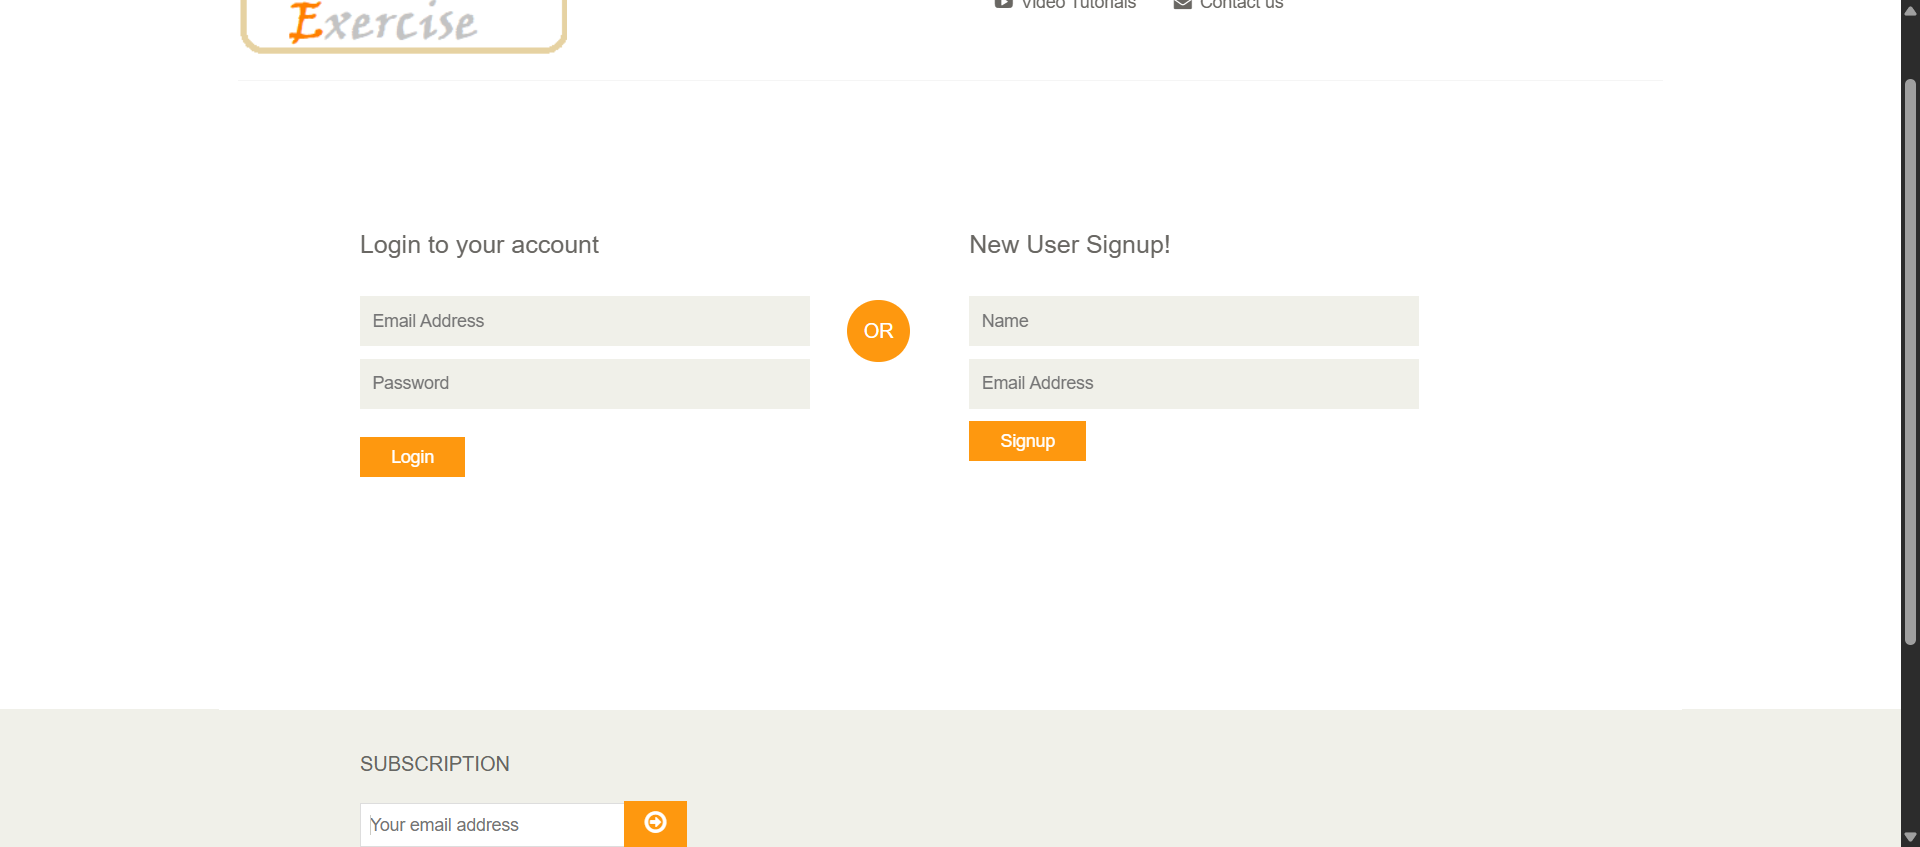 Exercise
Video Tutorials
Contact us
Login to your account
New User Signup!
Email Address
Name
OR
Password
Email Address
Login
Signup
SUBSCRIPTION
Your email address